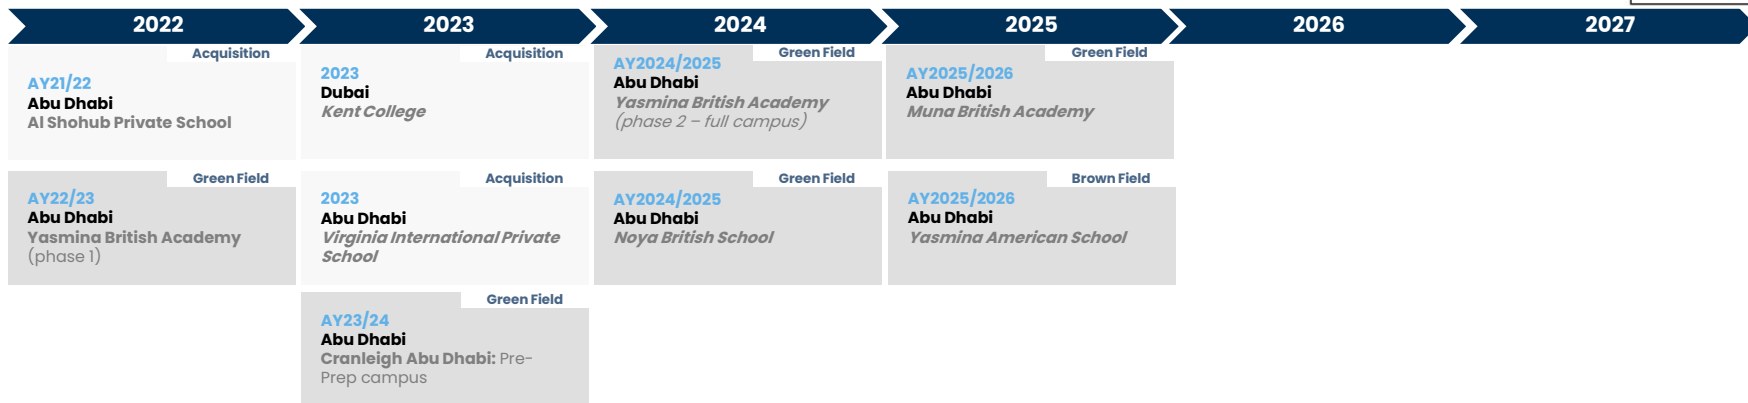 2022
2023
2024
2025
2026
2027
Acquisition
AY21/22
Abu Dhabi
Al Shohub Private School
Acquisition
2023
Dubai
Kent College
Green Field
AY2024/2025
Abu Dhabi
Yasmina British Academy
(phase 2 – full campus)
Green Field
AY2025/2026
Abu Dhabi
Muna British Academy
Green Field
AY22/23
Abu Dhabi
Yasmina British Academy
(phase 1)
Acquisition
2023
Abu Dhabi
Virginia International Private
School
Green Field
AY2024/2025
Abu Dhabi
Noya British School
Brown Field
AY2025/2026
Abu Dhabi
Yasmina American School
Green Field
AY23/24
Abu Dhabi
Cranleigh Abu Dhabi: Pre-
Prep campus